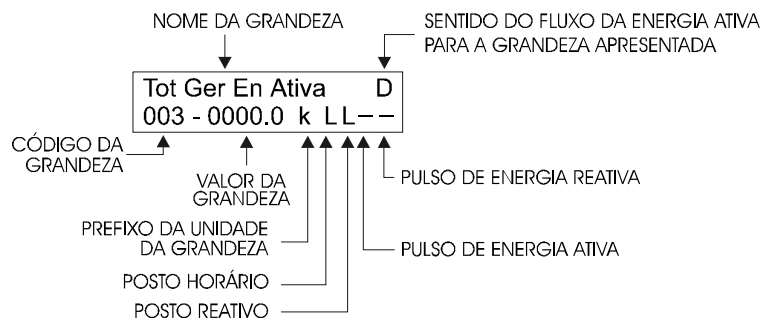 NOME DA GRANDEZA
SENTIDO DO FLUXO DA ENERGIA ATIVA
PARA A GRANDEZA APRESENTADA
Tot Ger En Ativa D
003 - 0000.0 k LL--
CÓDIGO DA
GRANDEZA
VALOR DA
GRANDEZA
PULSO DE ENERGIA REATIVA
PREFIXO DA UNIDADE
DA GRANDEZA
PULSO DE ENERGIA ATIVA
POSTO HORÁRIO
POSTO REATIVO